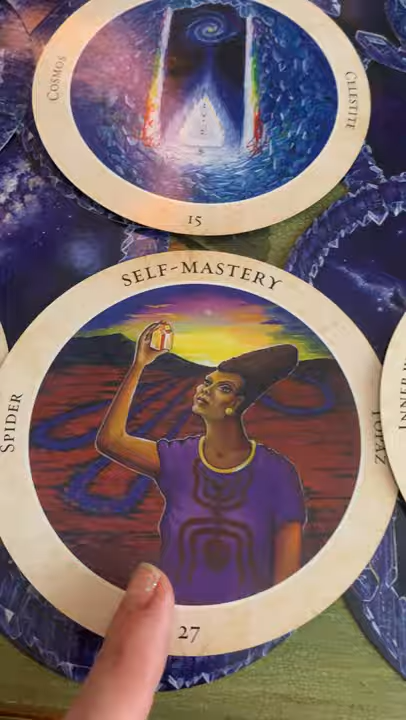 COSMOS
CELESTITE
15
SELF-MASTERY
SPIDER
TOPAZ
27